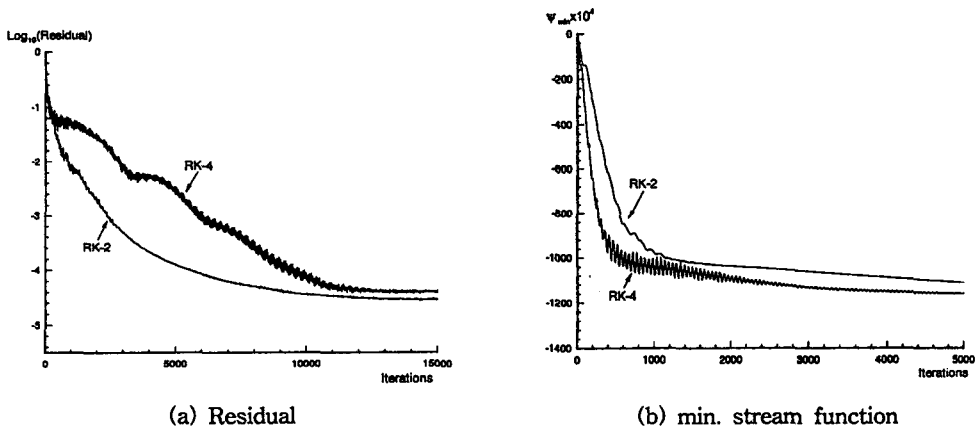 Log₁₀(Residual)
0
-1
-2
-3
-4
-5
RK-4
RK-2
0
5000
10000
15000
Iterations
(a) Residual
Ψ min x10⁴
0
-200
-400
-600
-800
-1000
-1200
-1400
RK-2
RK-4
0
1000
2000
3000
4000
5000
Iterations
(b) min. stream function